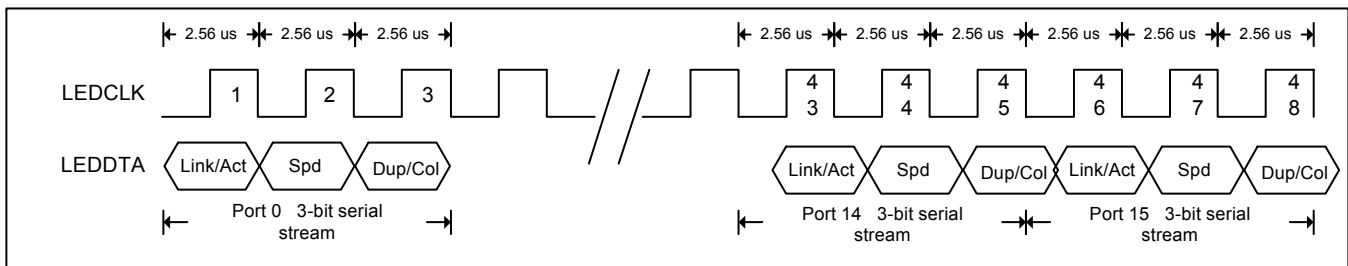 2.56 us 2.56 us 2.56 us 2.56 us 2.56 us 2.56 us 2.56 us 2.56 us 2.56 us
LEDCLK 1 2 3 4 4 4 4 4 4
3 4 5 6 7 8
LEDDTA Link/Act Spd Dup/Col Link/Act Spd Dup/Col Link/Act Spd Dup/Col
Port 0 3-bit serial Port 14 3-bit serial Port 15 3-bit serial
stream stream stream